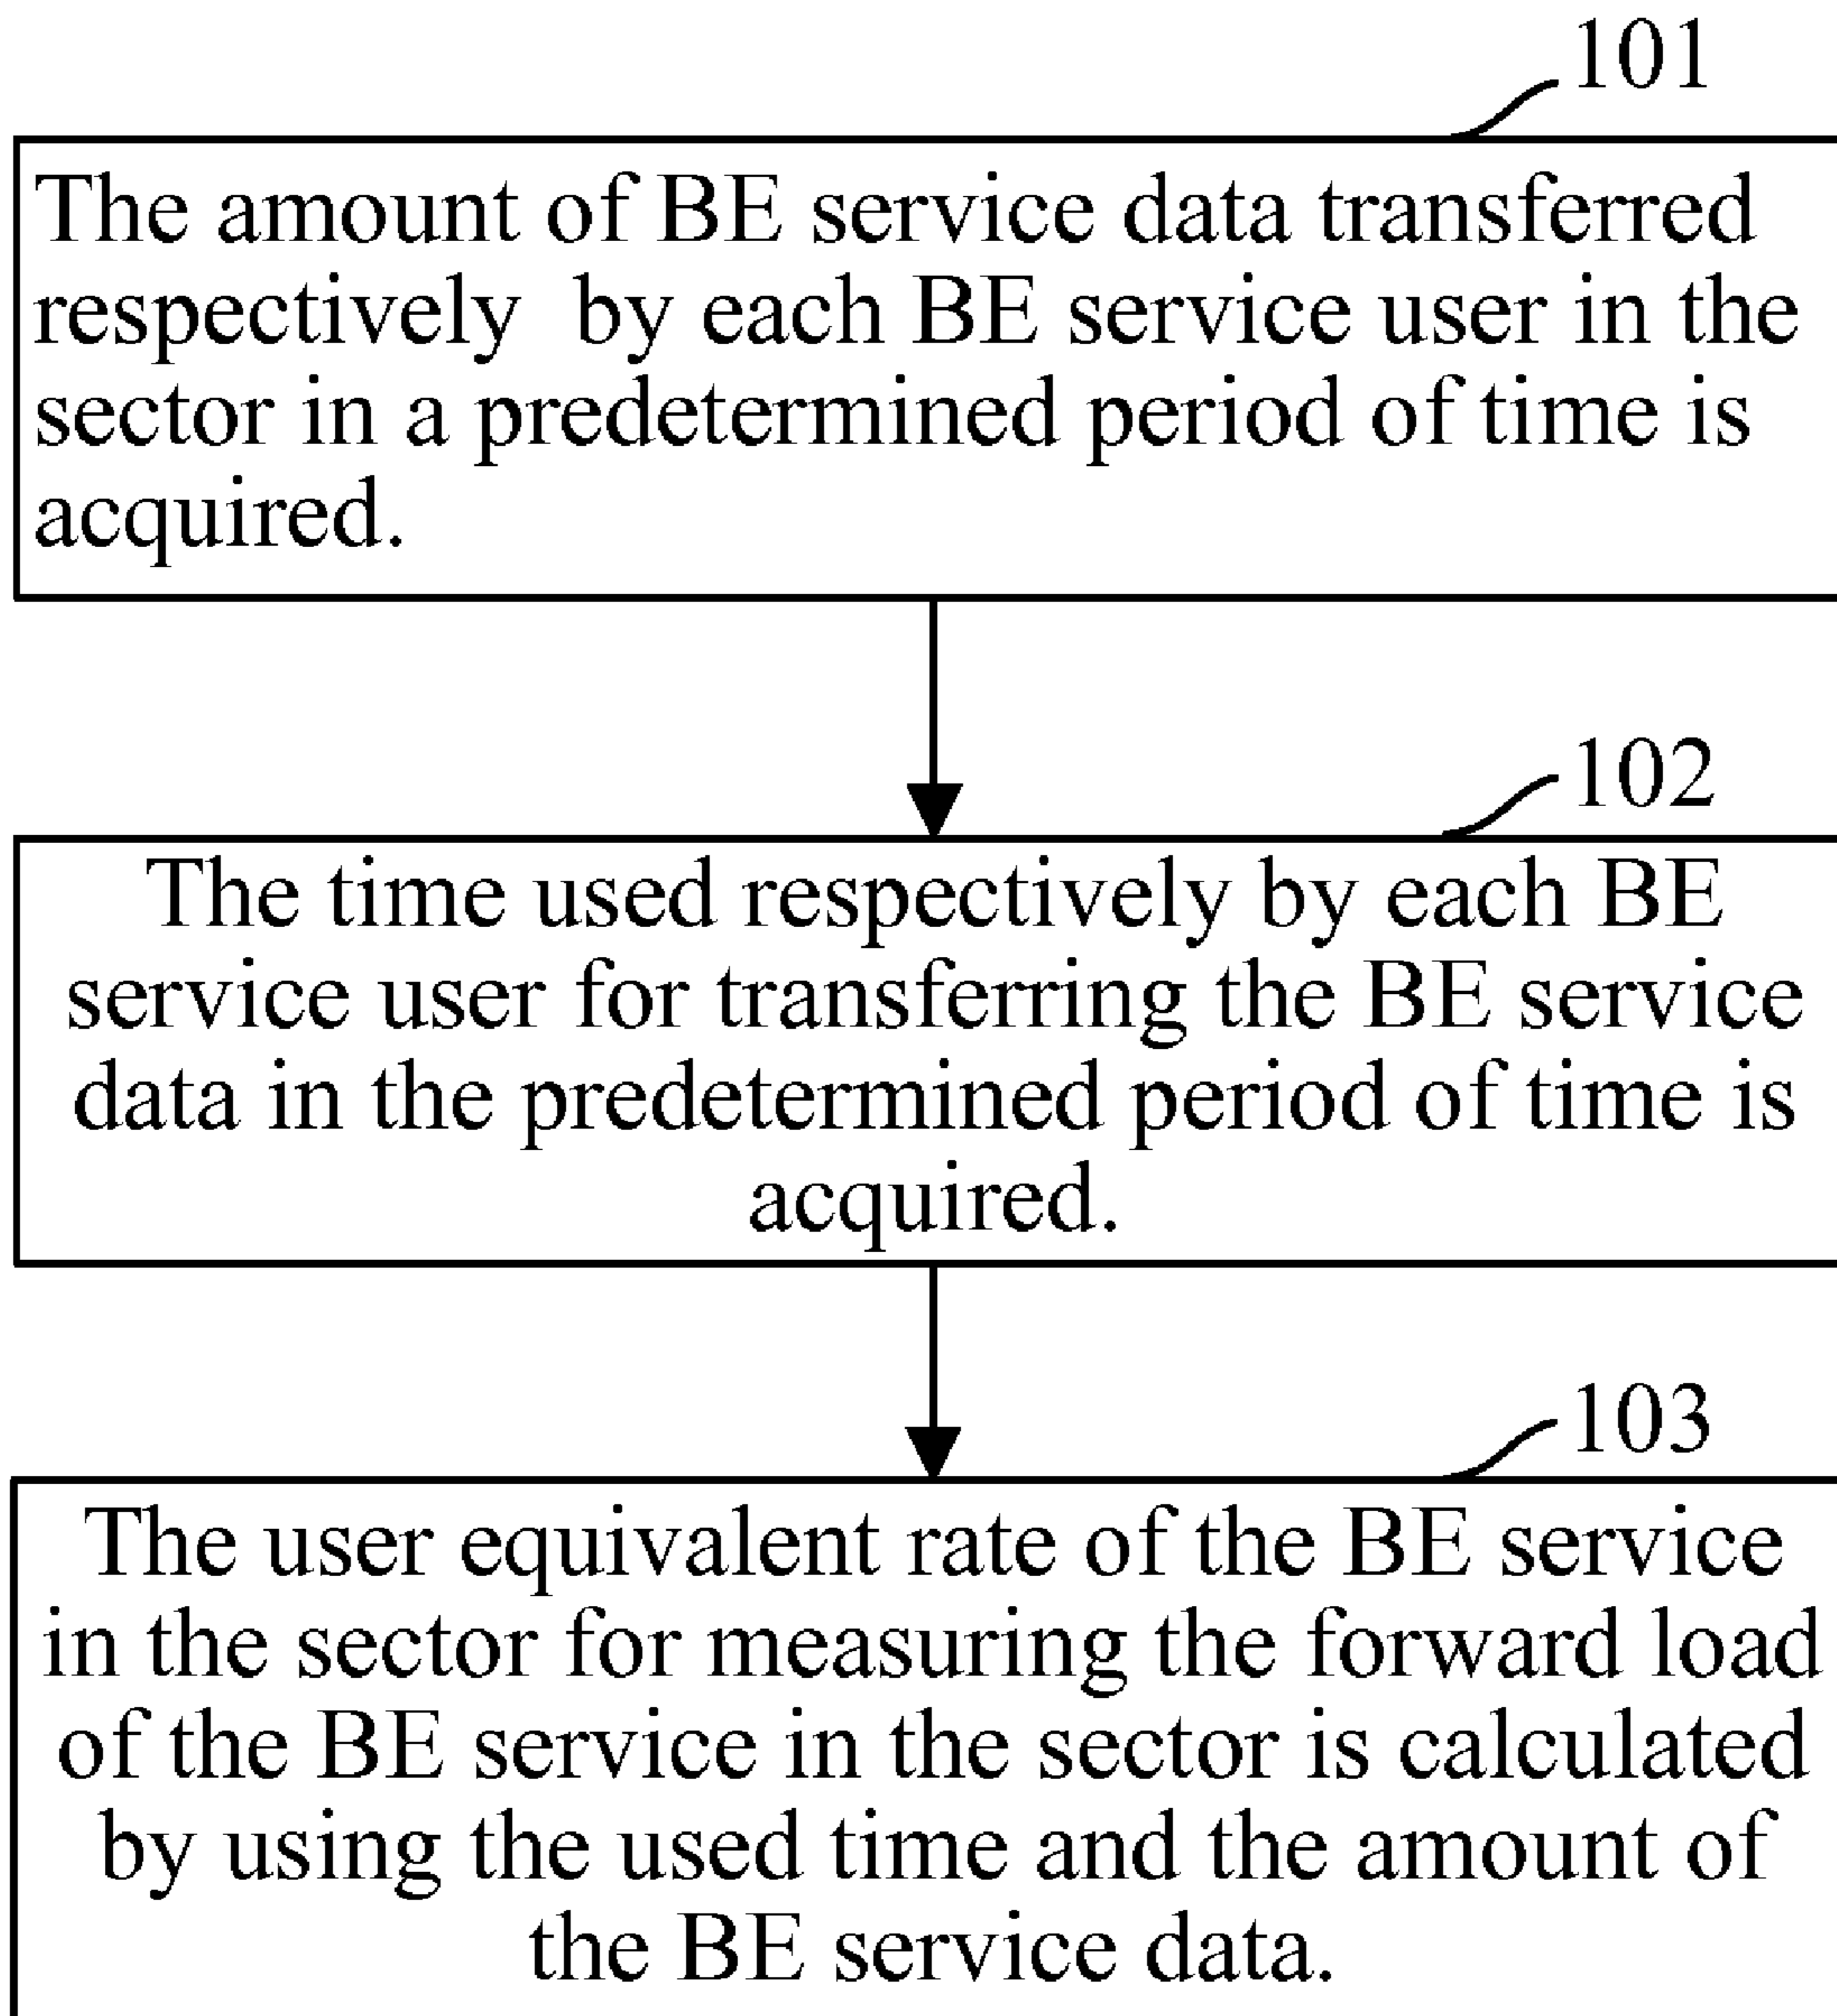 101
The amount of BE service data transferred
respectively by each BE service user in the
sector in a predetermined period of time is
acquired.
102
The time used respectively by each BE
service user for transferring the BE service
data in the predetermined period of time is
acquired.
103
The user equivalent rate of the BE service
in the sector for measuring the forward load
of the BE service in the sector is calculated
by using the used time and the amount of
the BE service data.